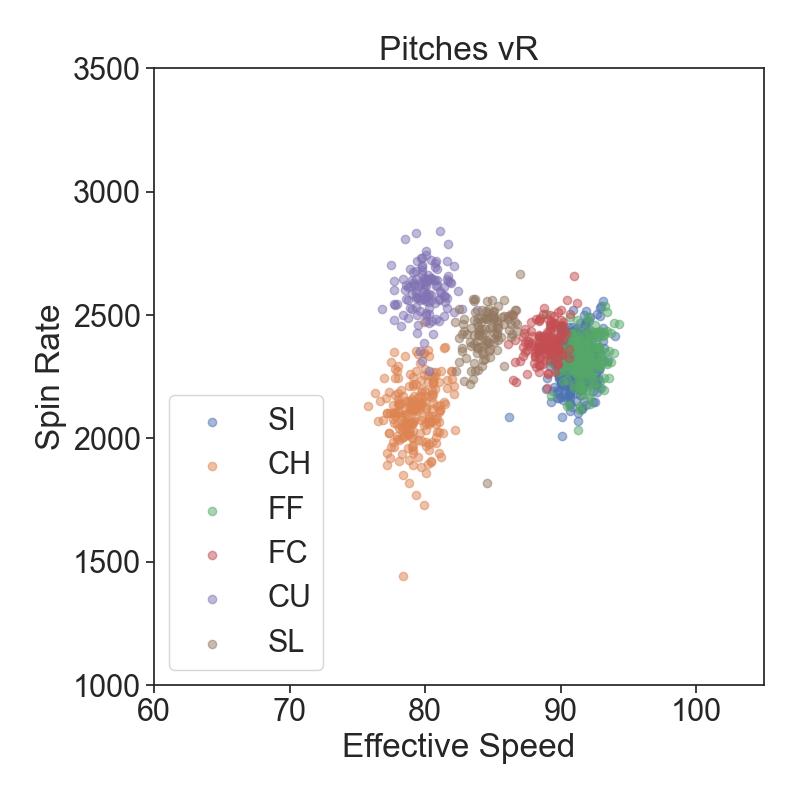 Pitches vR
3500
3000
2500
2000
1500
1000
Spin Rate
SI
CH
FF
FC
CU
SL
60 70 80 90 100
Effective Speed